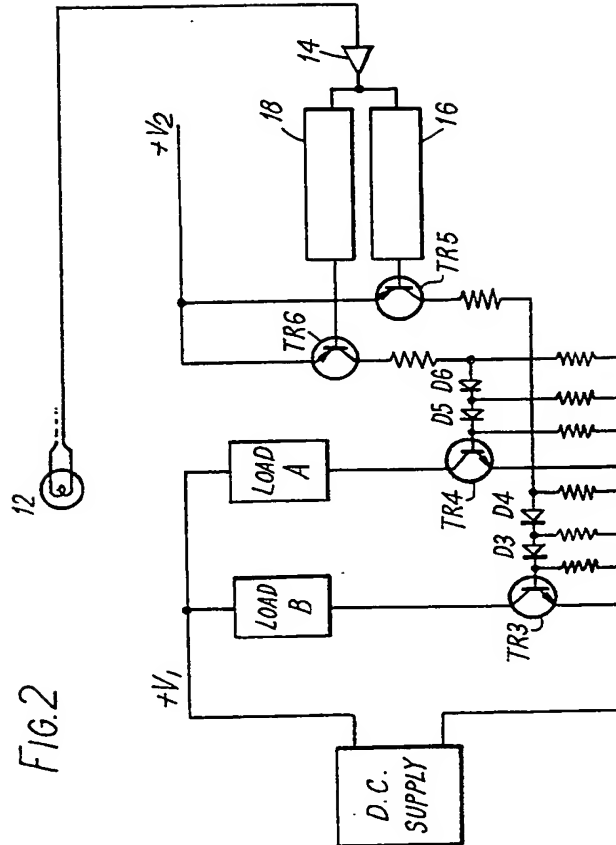 FIG.2
12
+V1
+V2
14
18
16
LOAD
B
LOAD
A
TR6
TR5
D6
D5
TR4
D4
D3
TR3
D.C.
SUPPLY